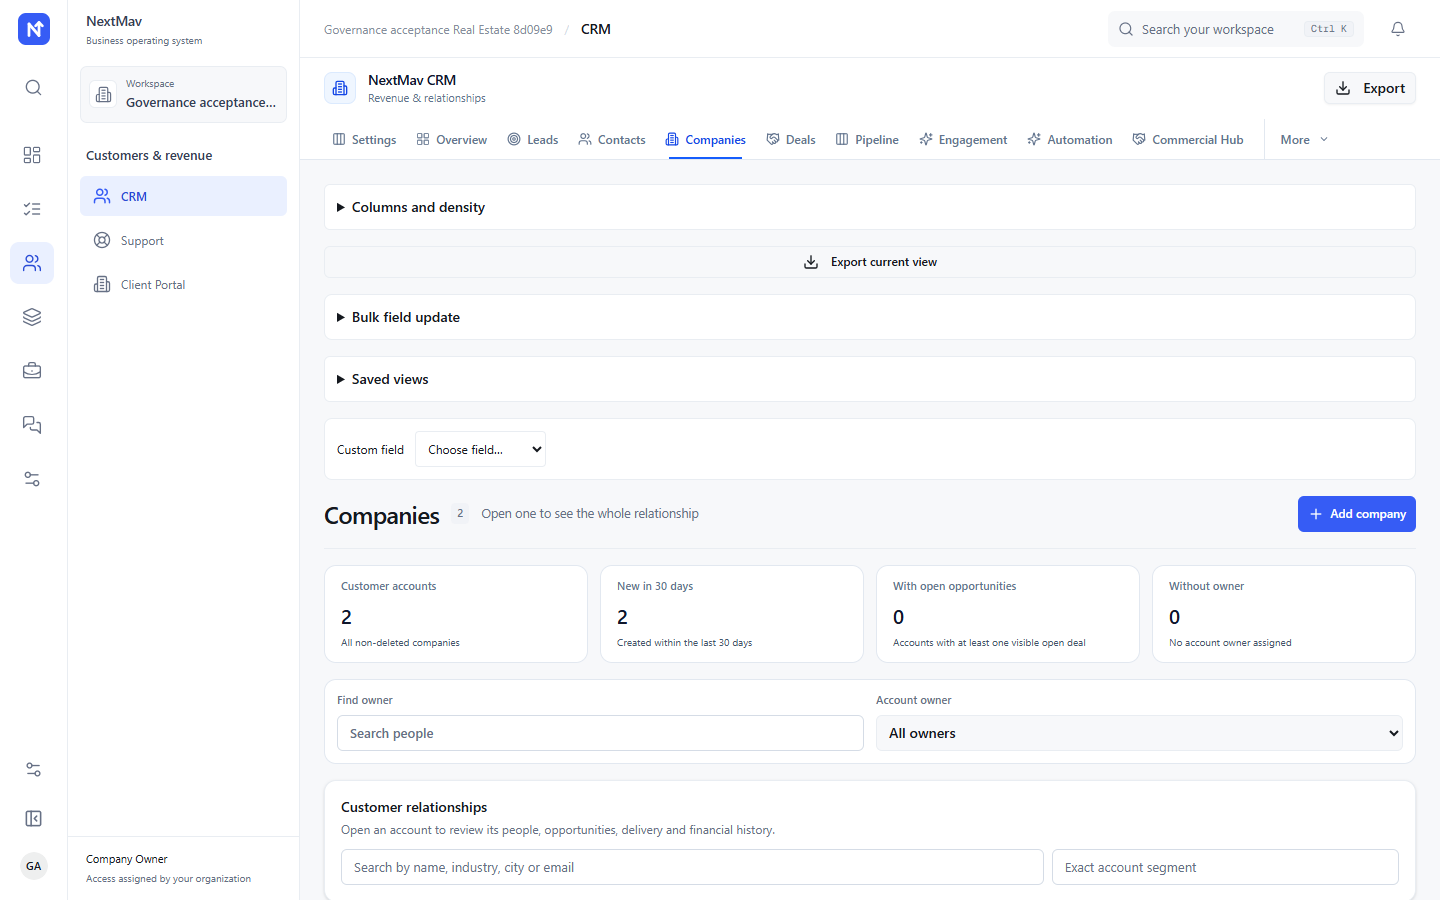 NextMav
Business operating system
Workspace
Governance acceptance...
Customers & revenue
CRM
Support
Client Portal
Company Owner
Access assigned by your organization
GA
Governance acceptance Real Estate 8d09e9 / CRM
Search your workspace Ctrl K
NextMav CRM
Revenue & relationships
Export
Settings Overview Leads Contacts Companies Deals Pipeline Engagement Automation Commercial Hub More
Columns and density
Export current view
Bulk field update
Saved views
Custom field Choose field...
Companies 2 Open one to see the whole relationship
Add company
Customer accounts
2
All non-deleted companies
New in 30 days
2
Created within the last 30 days
With open opportunities
0
Accounts with at least one visible open deal
Without owner
0
No account owner assigned
Find owner
Search people
Account owner
All owners
Customer relationships
Open an account to review its people, opportunities, delivery and financial history.
Search by name, industry, city or email
Exact account segment